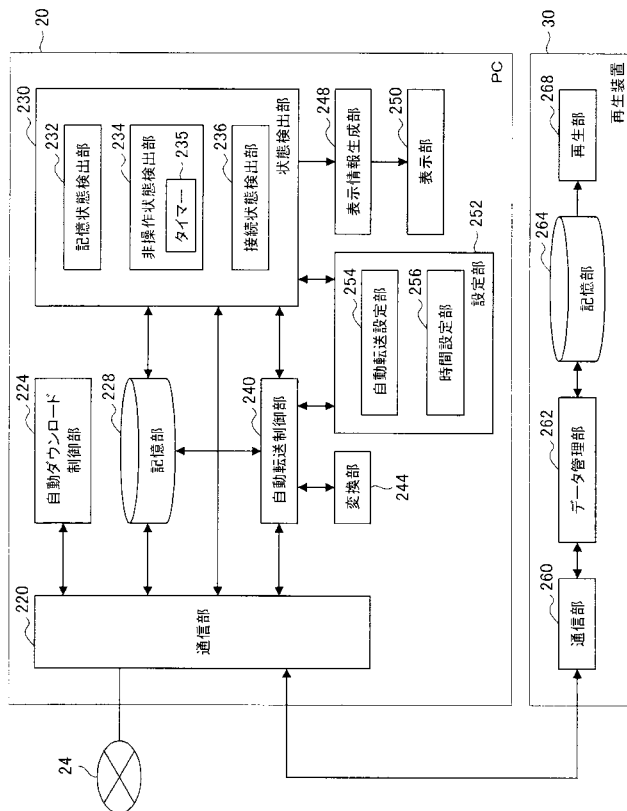 20
PC
24
220
通信部
224
自動ダウンロード
制御部
228
記憶部
240
自動転送制御部
244
変換部
230
232
記憶状態検出部
234
非操作状態検出部
235
タイマー
236
接続状態検出部
状態検出部
248
表示情報生成部
250
表示部
252
254
自動転送設定部
256
時間設定部
設定部
30
再生装置
260
通信部
262
データ管理部
264
記憶部
268
再生部